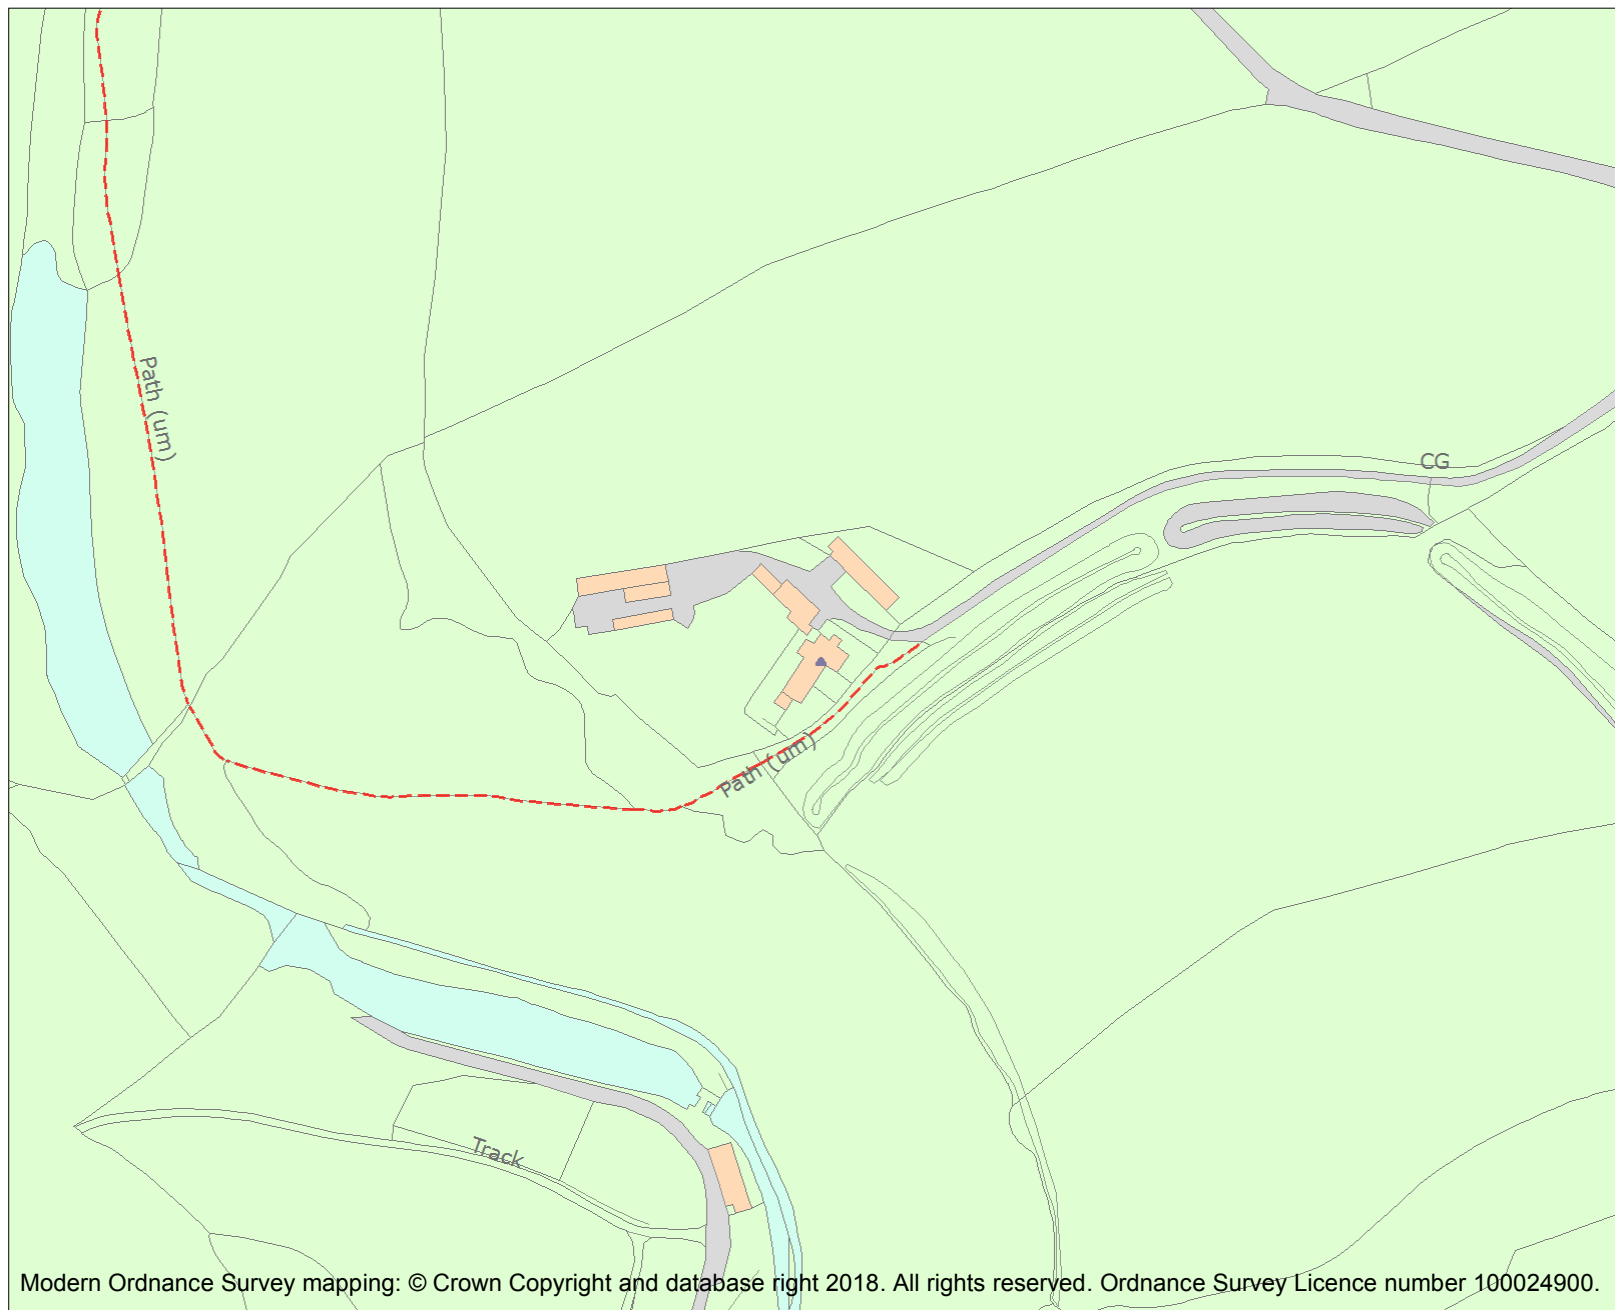 Path (um)
CG
Path (um)
Track
Modern Ordnance Survey mapping: © Crown Copyright and database right 2018. All rights reserved. Ordnance Survey Licence number 100024900.